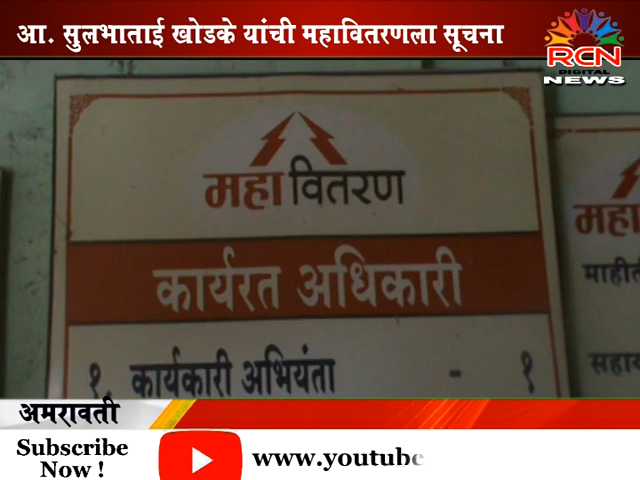 आ. सुलभाताई खोडके यांची महावितरणला सूचना
RCN
DIGITAL
NEWS
महावितरण
कार्यरत अधिकारी
१. कार्यकारी अभियंता - १
महा
माहीती
सहाय
अमरावती
Subscribe
Now !
www.youtube